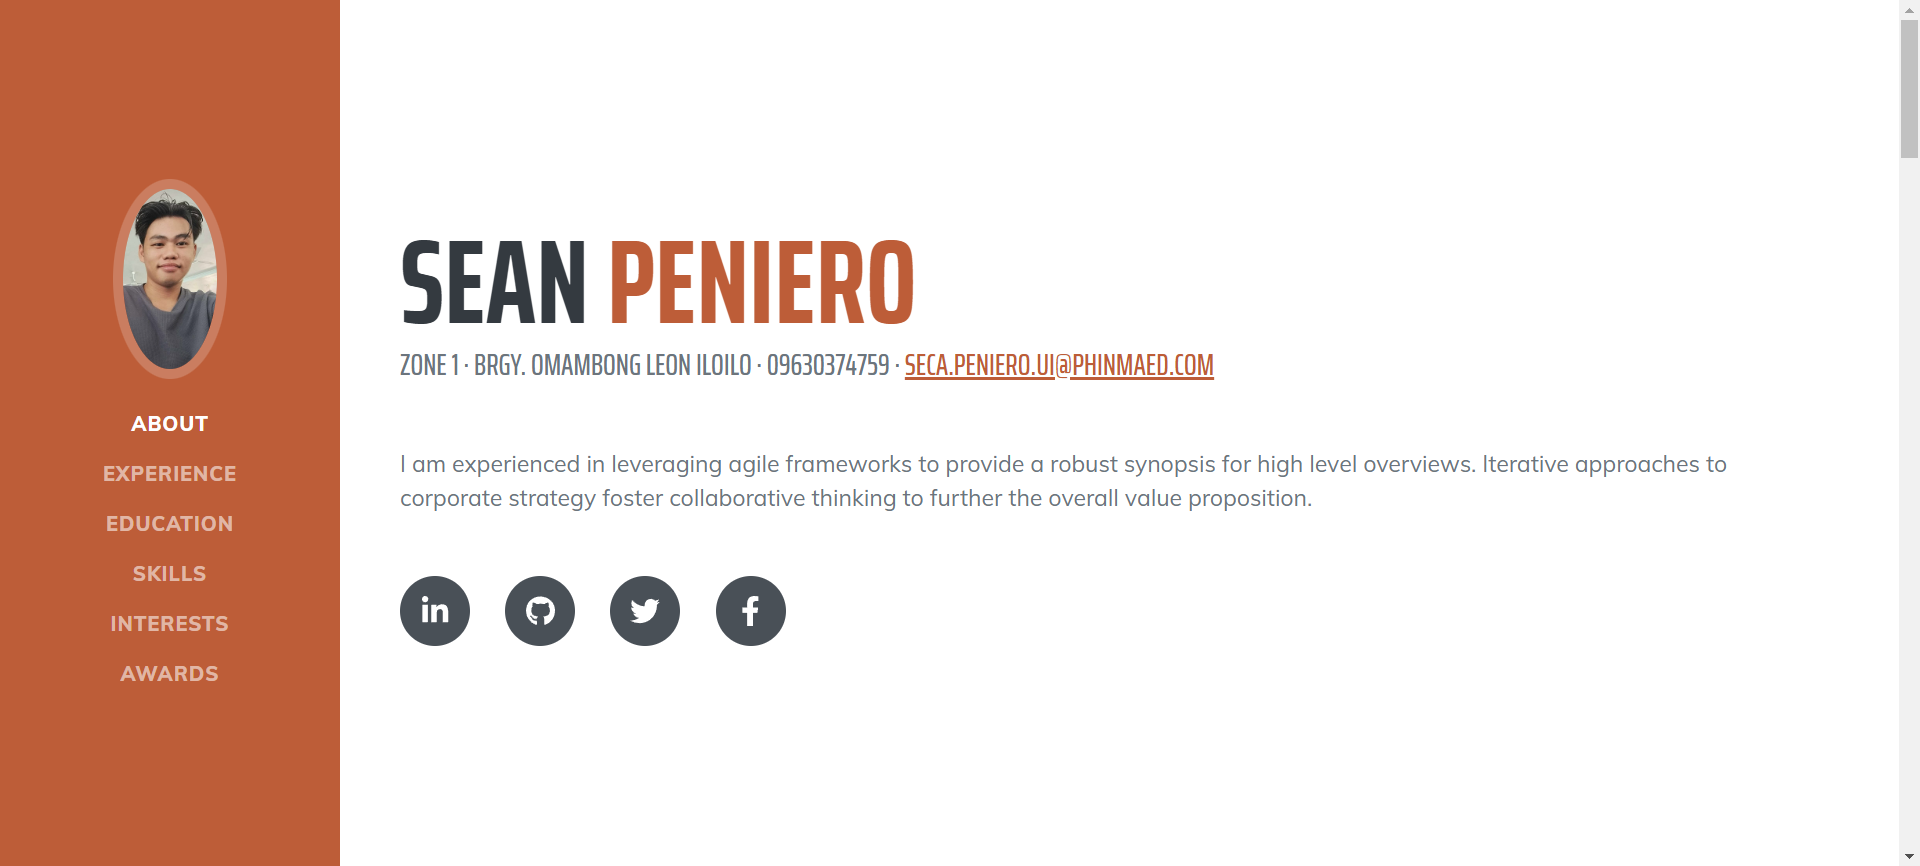 ABOUT
EXPERIENCE
EDUCATION
SKILLS
INTERESTS
AWARDS
SEAN PENIERO
ZONE 1 · BRGY. OMAMBONG LEON ILOILO · 09630374759 · SECA.PENIERO.UI@PHINMAED.COM
I am experienced in leveraging agile frameworks to provide a robust synopsis for high level overviews. Iterative approaches to
corporate strategy foster collaborative thinking to further the overall value proposition.